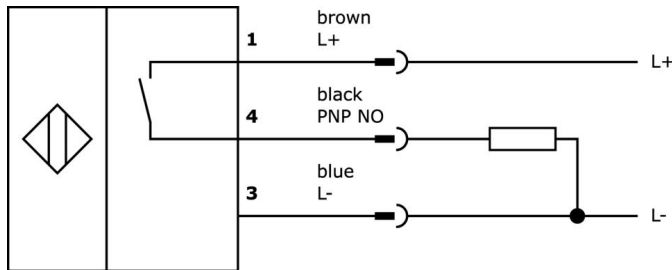 brown
1 L+
L+
black
4 PNP NO
blue
3 L-
L-